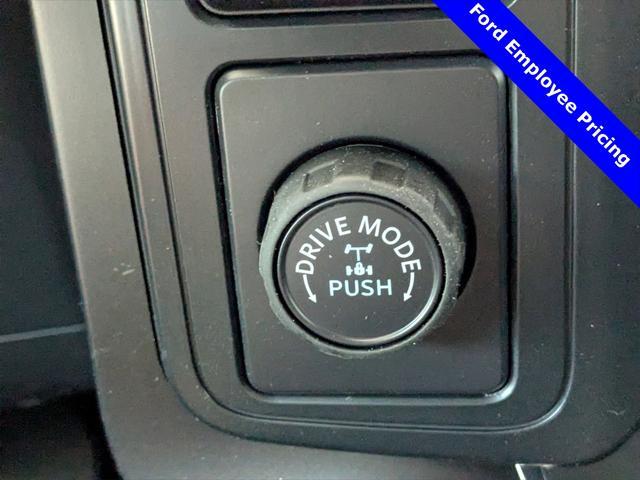 Ford Employee Pricing
DRIVE MODE
PUSH